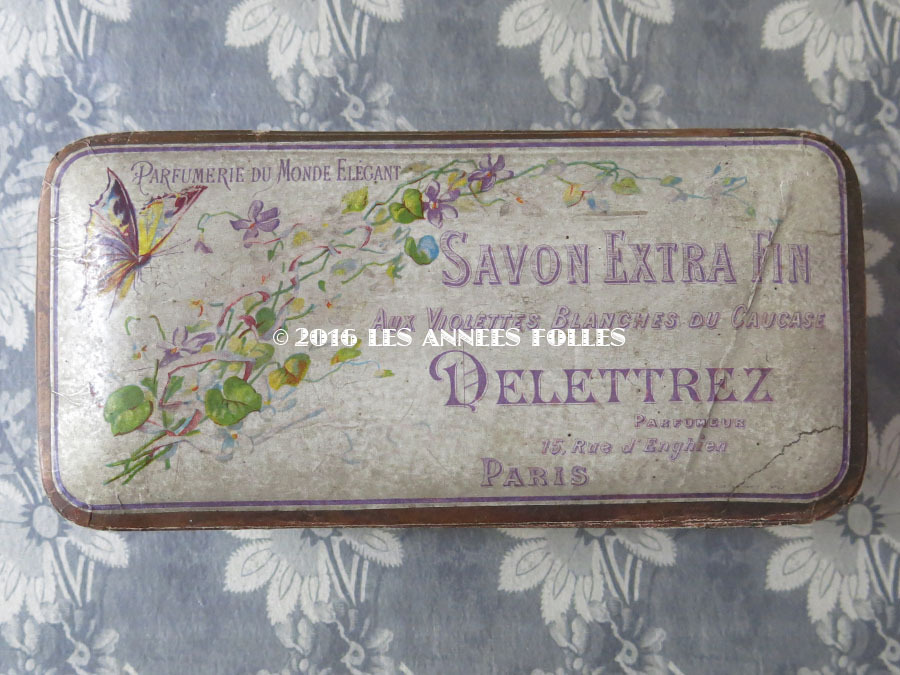 PARFUMERIE DU MONDE ELÉGANT
SAVON EXTRA FIN
AUX VIOLETTES BLANCHES DU CAUCASE
© 2016 LES ANNEES FOLLES
DELETTREZ
PARFUMEUR
15, Rue d'Enghien
PARIS